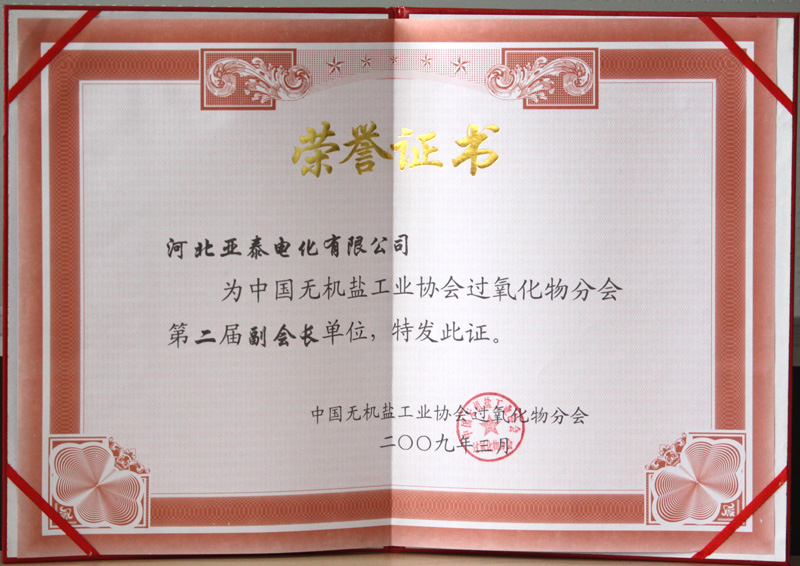 荣誉证书
河北亚泰电化有限公司
为中国无机盐工业协会过氧化物分会
第二届副会长单位，特发此证。
中国无机盐工业协会过氧化物分会
二〇〇九年三月